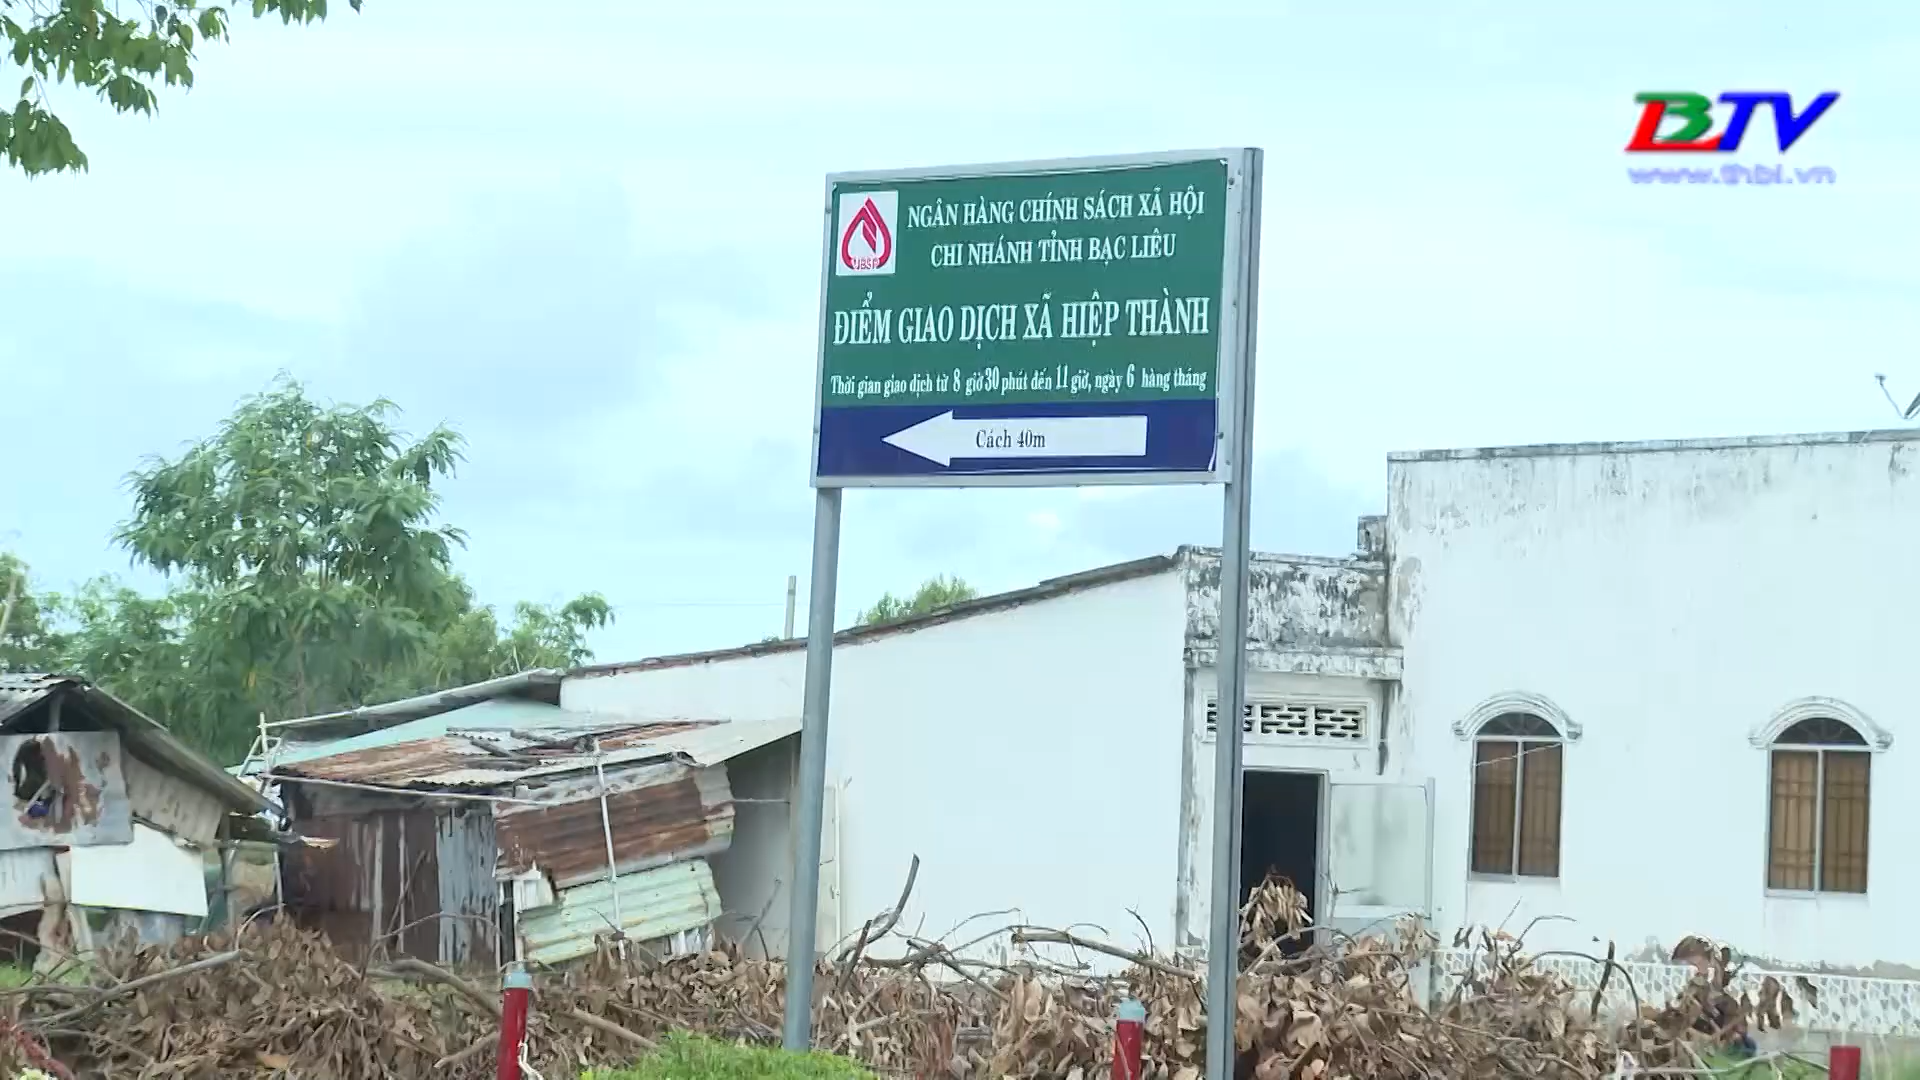 BTV
www.thbl.vn
NGÂN HÀNG CHÍNH SÁCH XÃ HỘI
CHI NHÁNH TỈNH BẠC LIÊU
VBSP
ĐIỂM GIAO DỊCH XÃ HIỆP THÀNH
Thời gian giao dịch từ 8 giờ 30 phút đến 11 giờ, ngày 6 hàng tháng
Cách 40m